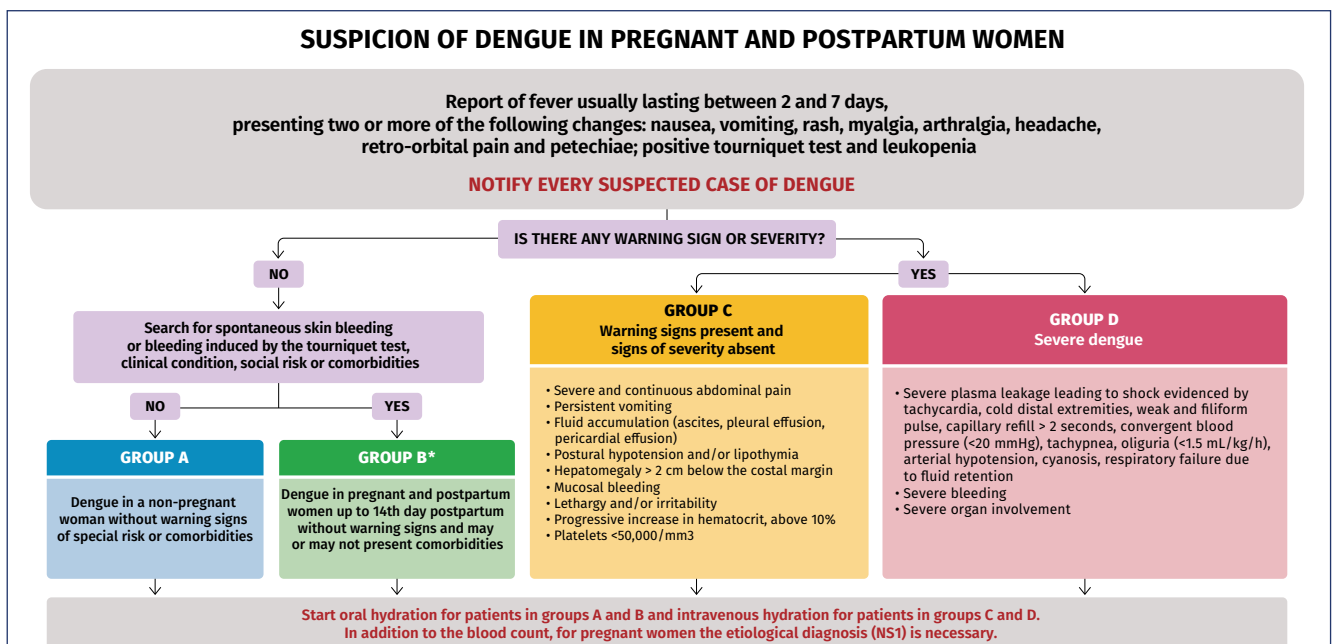 SUSPICION OF DENGUE IN PREGNANT AND POSTPARTUM WOMEN
Report of fever usually lasting between 2 and 7 days,
presenting two or more of the following changes: nausea, vomiting, rash, myalgia, arthralgia, headache,
retro-orbital pain and petechiae; positive tourniquet test and leukopenia
NOTIFY EVERY SUSPECTED CASE OF DENGUE
IS THERE ANY WARNING SIGN OR SEVERITY?
NO
YES
Search for spontaneous skin bleeding
or bleeding induced by the tourniquet test,
clinical condition, social risk or comorbidities
NO
YES
GROUP A
Dengue in a non-pregnant
woman without warning signs
of special risk or comorbidities
GROUP B*
Dengue in pregnant and postpartum
women up to 14th day postpartum
without warning signs and may
or may not present comorbidities
GROUP C
Warning signs present and
signs of severity absent
• Severe and continuous abdominal pain
• Persistent vomiting
• Fluid accumulation (ascites, pleural effusion,
pericardial effusion)
• Postural hypotension and/or lipothymia
• Hepatomegaly > 2 cm below the costal margin
• Mucosal bleeding
• Lethargy and/or irritability
• Progressive increase in hematocrit, above 10%
• Platelets <50,000/mm3
GROUP D
Severe dengue
• Severe plasma leakage leading to shock evidenced by
tachycardia, cold distal extremities, weak and filiform
pulse, capillary refill > 2 seconds, convergent blood
pressure (<20 mmHg), tachypnea, oliguria (<1.5 mL/kg/h),
arterial hypotension, cyanosis, respiratory failure due
to fluid retention
• Severe bleeding
• Severe organ involvement
Start oral hydration for patients in groups A and B and intravenous hydration for patients in groups C and D.
In addition to the blood count, for pregnant women the etiological diagnosis (NS1) is necessary.